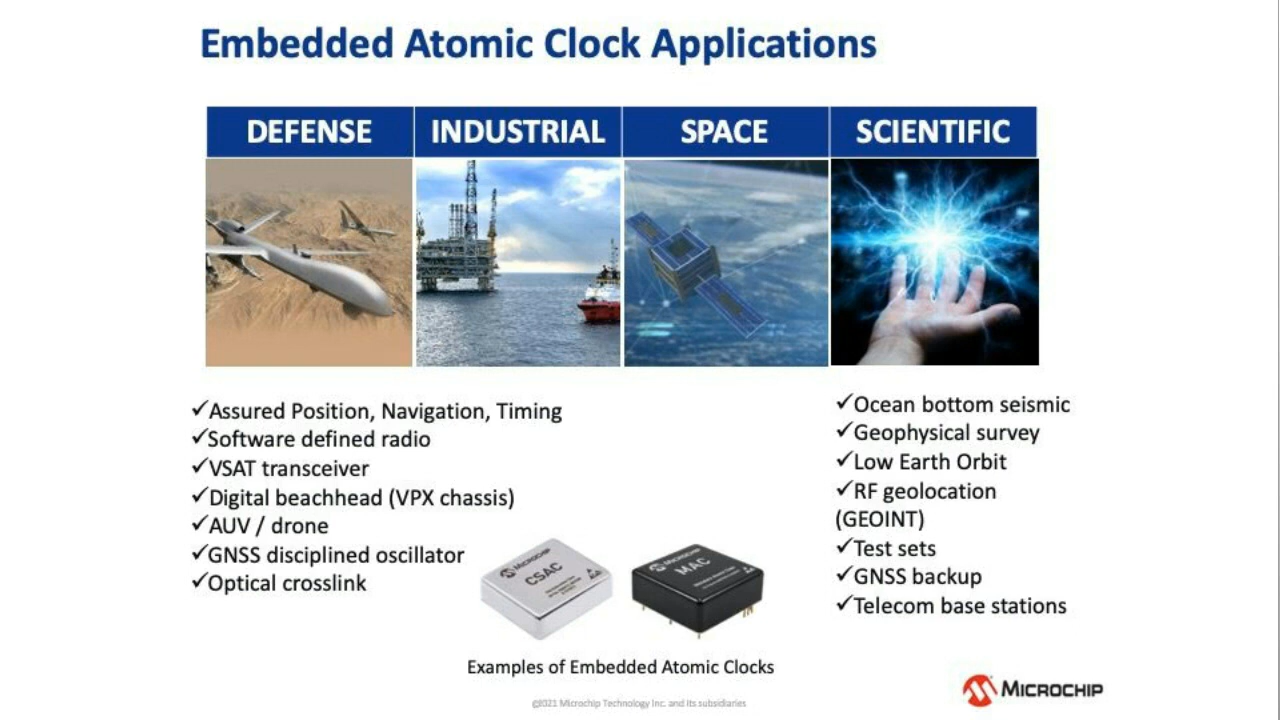 Embedded Atomic Clock Applications
DEFENSE
INDUSTRIAL
SPACE
SCIENTIFIC
✓Assured Position, Navigation, Timing
✓Software defined radio
✓VSAT transceiver
✓Digital beachhead (VPX chassis)
✓AUV / drone
✓GNSS disciplined oscillator
✓Optical crosslink
✓Ocean bottom seismic
✓Geophysical survey
✓Low Earth Orbit
✓RF geolocation
(GEOINT)
✓Test sets
✓GNSS backup
✓Telecom base stations
MICROCHIP
CSAC
MICROCHIP
MAC
Examples of Embedded Atomic Clocks
©2021 Microchip Technology Inc. and its subsidiaries
MICROCHIP